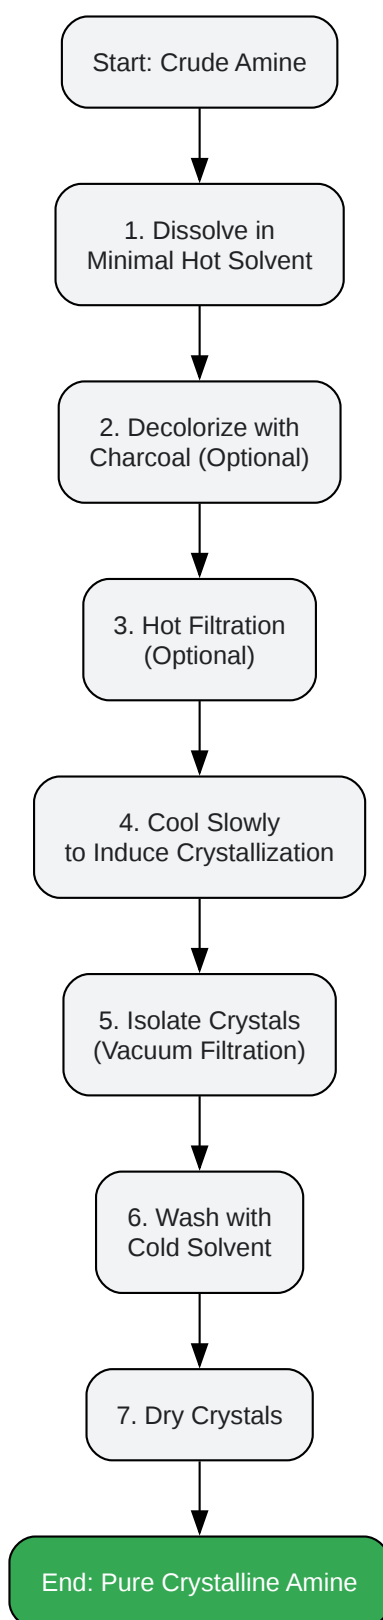 Start: Crude Amine
1. Dissolve in
Minimal Hot Solvent
2. Decolorize with
Charcoal (Optional)
3. Hot Filtration
(Optional)
4. Cool Slowly
to Induce Crystallization
5. Isolate Crystals
(Vacuum Filtration)
6. Wash with
Cold Solvent
7. Dry Crystals
End: Pure Crystalline Amine